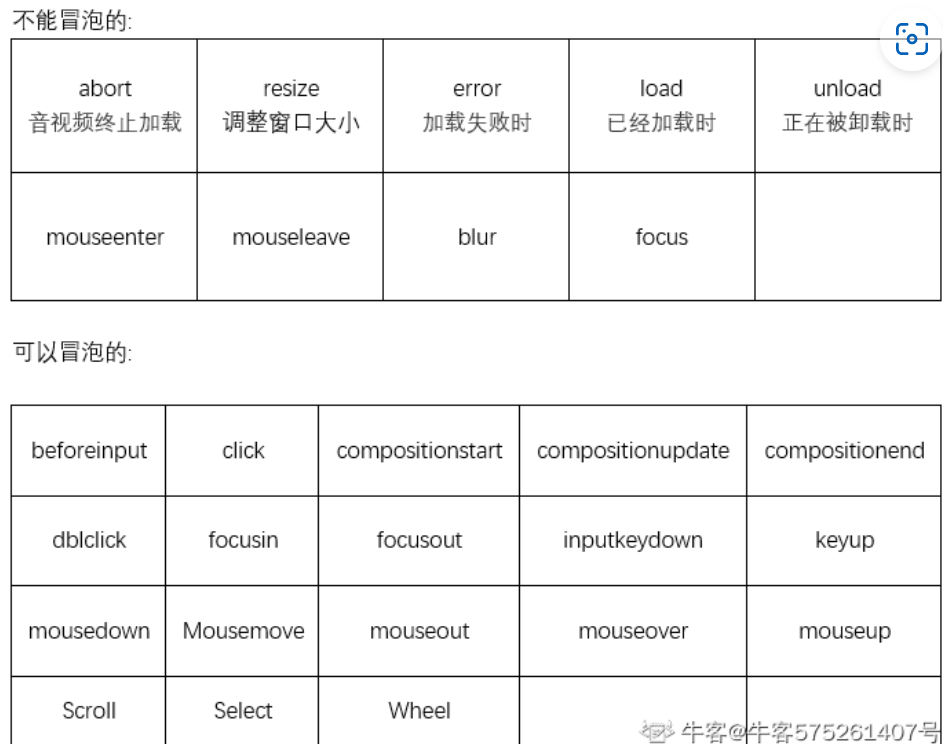 不能冒泡的:
abort resize error load unload
音视频终止加载 调整窗口大小 加载失败时 已经加载时 正在被卸载时
mouseenter mouseleave blur focus
可以冒泡的:
beforeinput click compositionstart compositionupdate compositionend
dblclick focusin focusout inputkeydown keyup
mousedown Mousemove mouseout mouseover mouseup
Scroll Select Wheel
牛客@牛客575261407号